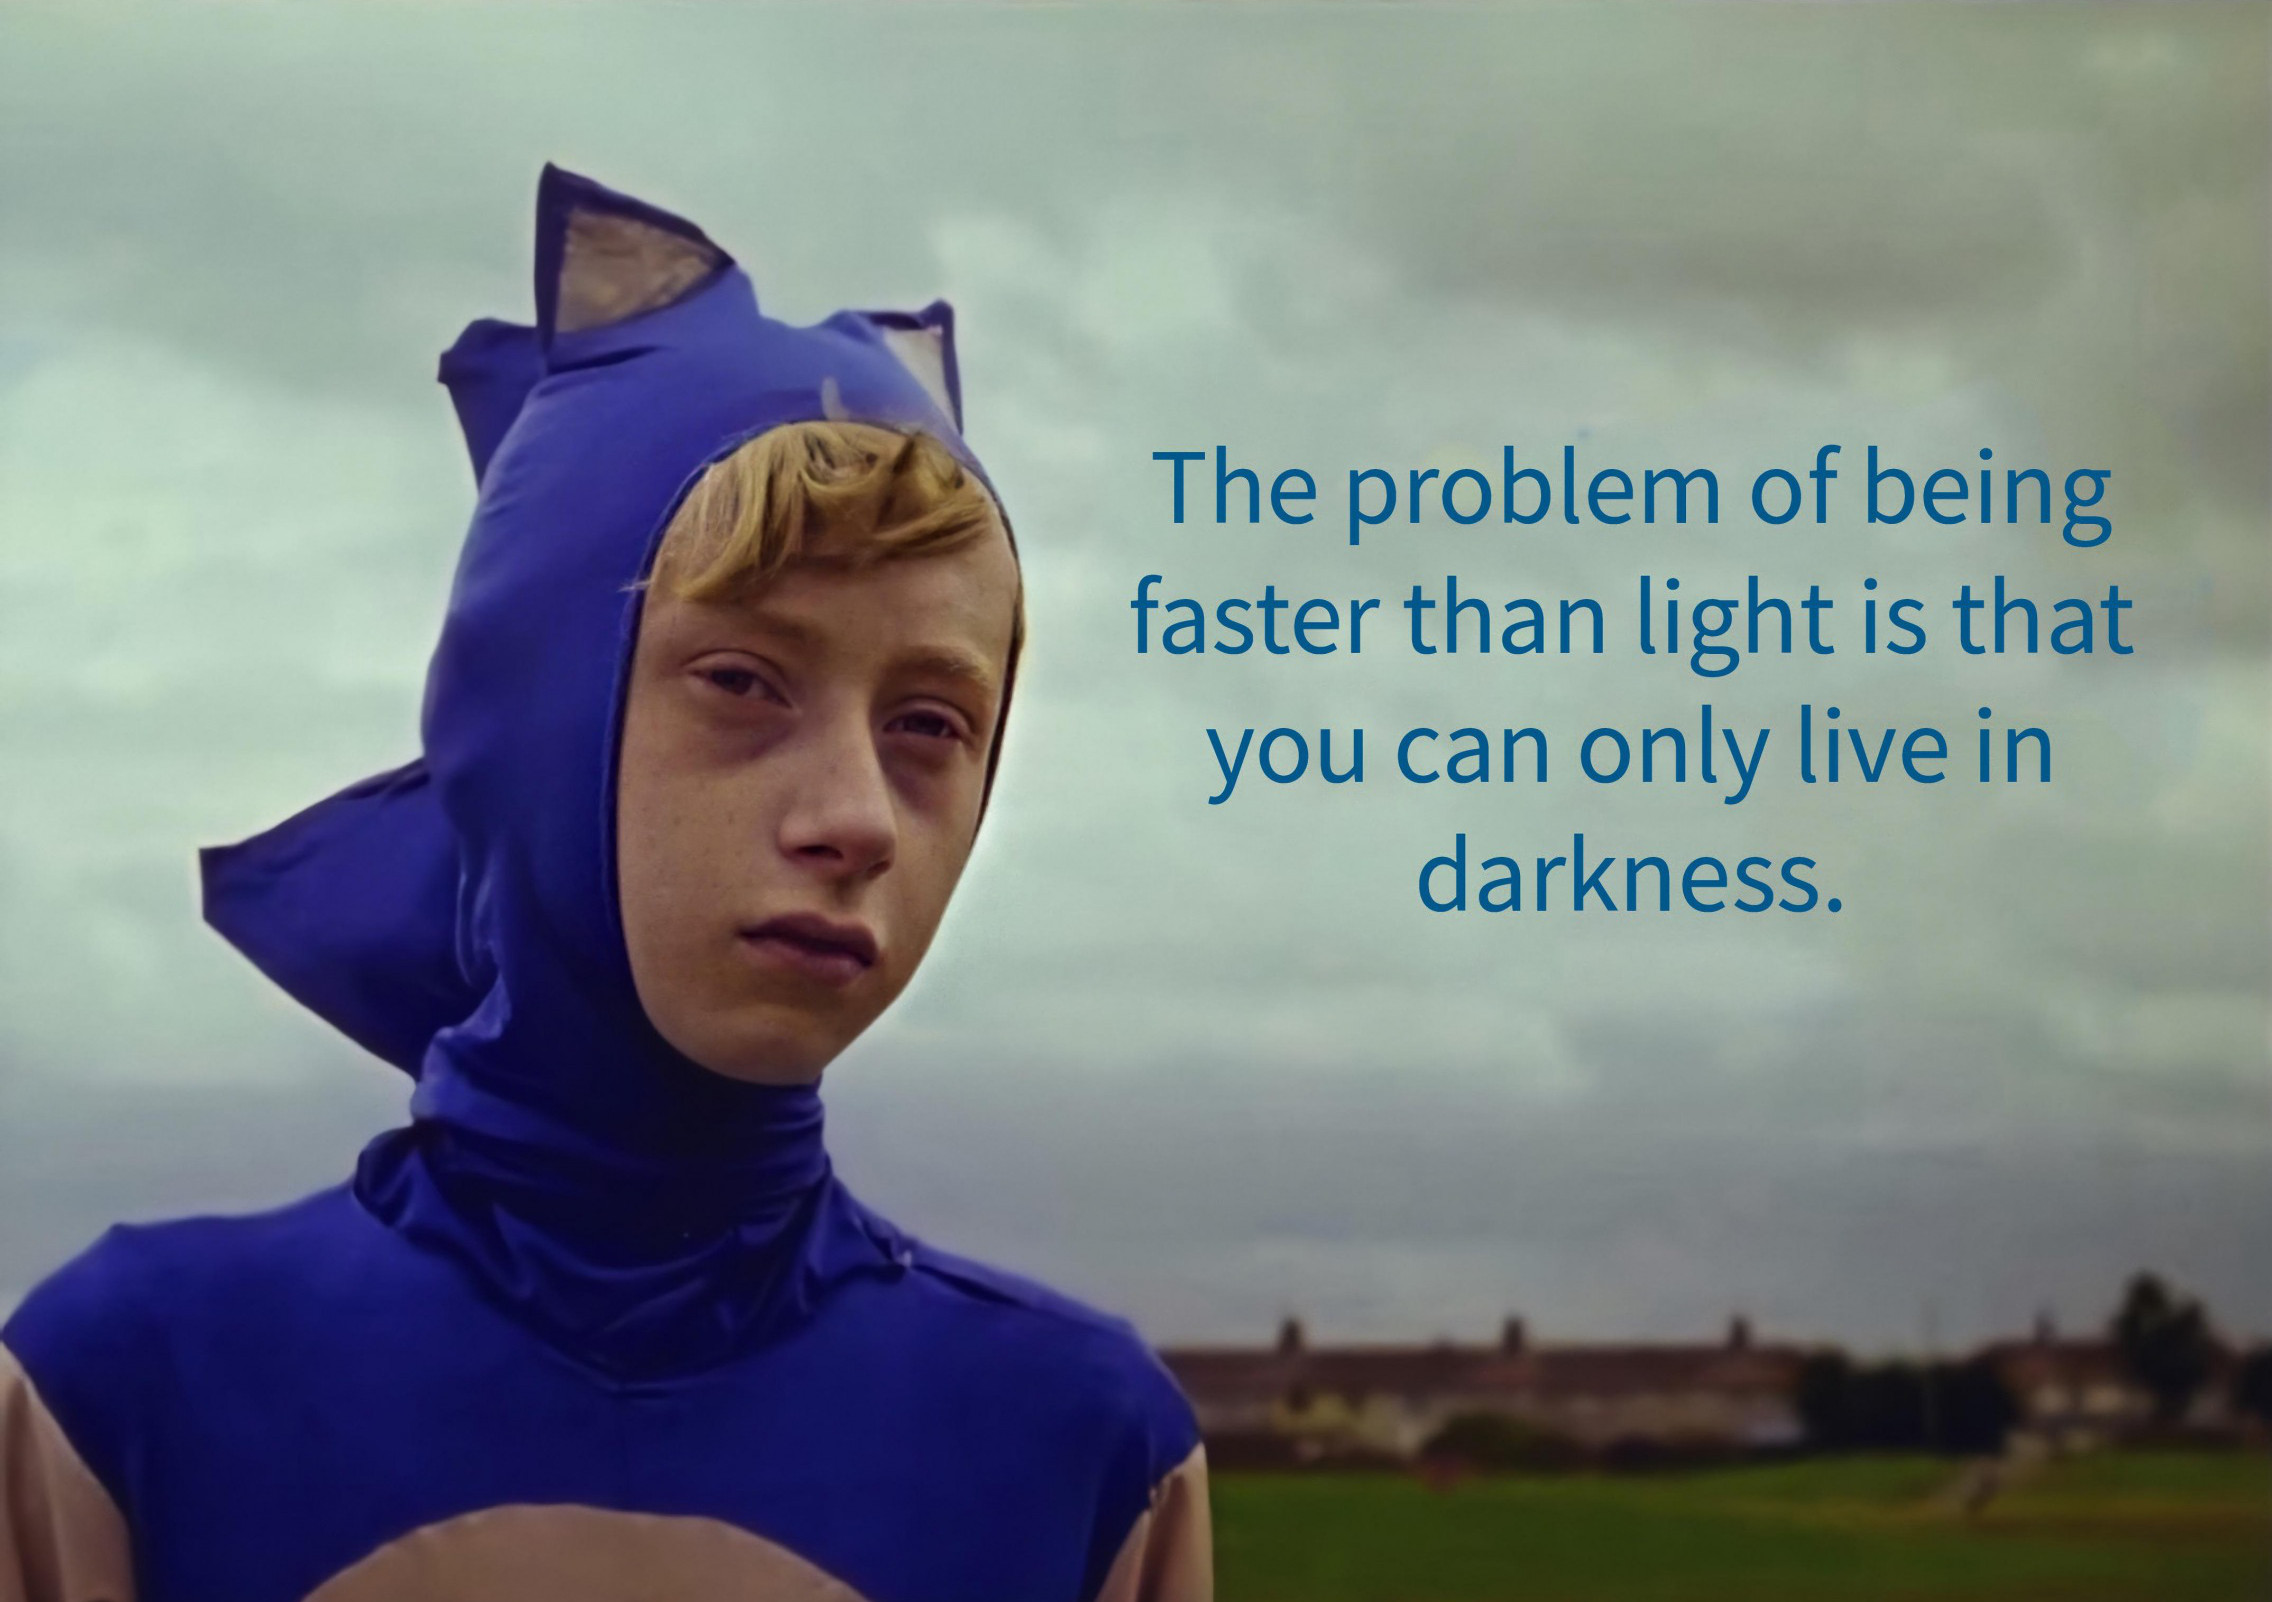 The problem of being
faster than light is that
you can only live in
darkness.